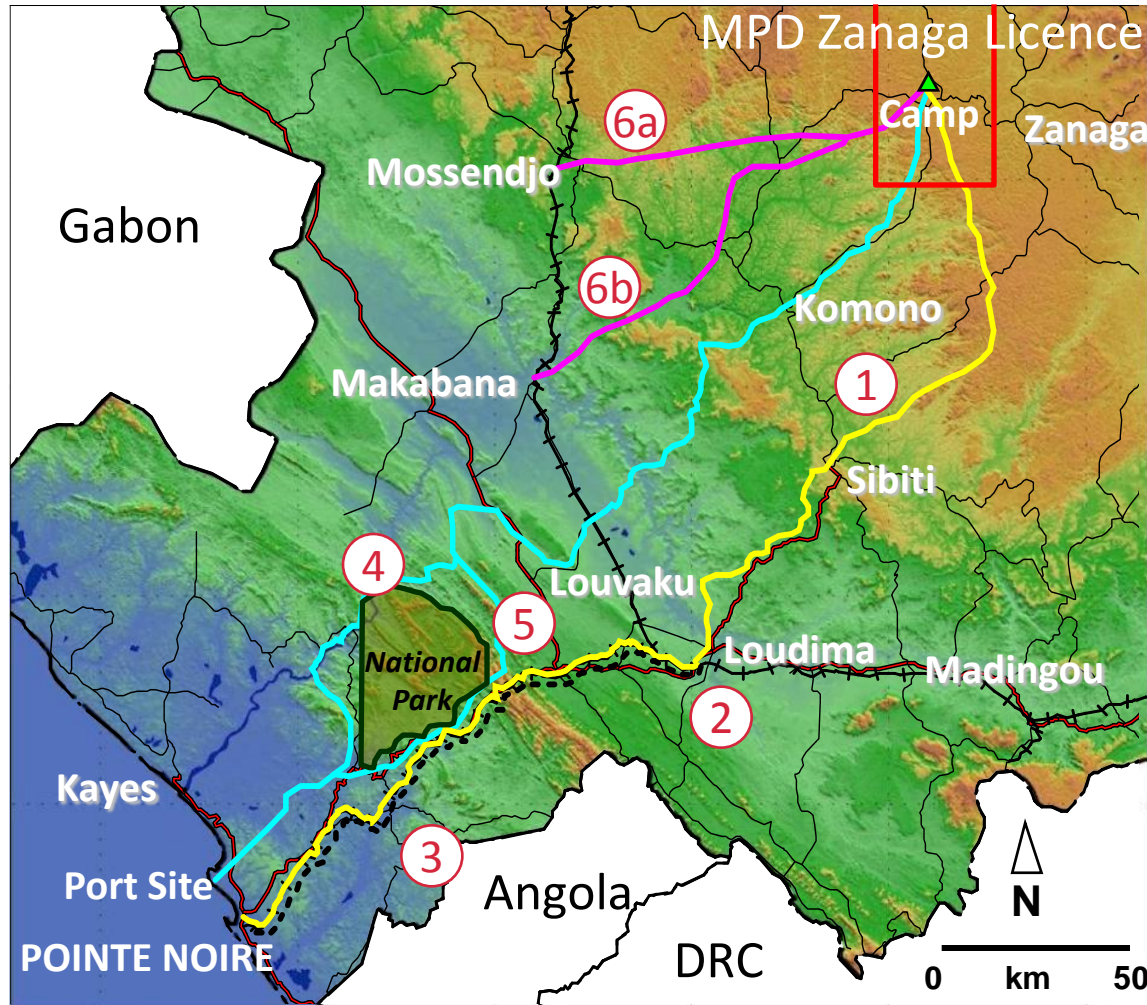 MPD Zanaga Licence
Camp
Zanaga
6a
Mossendjo
Gabon
6b
Komono
Makabana
1
Sibiti
4
Louvaku
5
National
Park
Loudima
Madingou
2
Kayes
3
Port Site
Angola
N
POINTE NOIRE
DRC
0 km 50